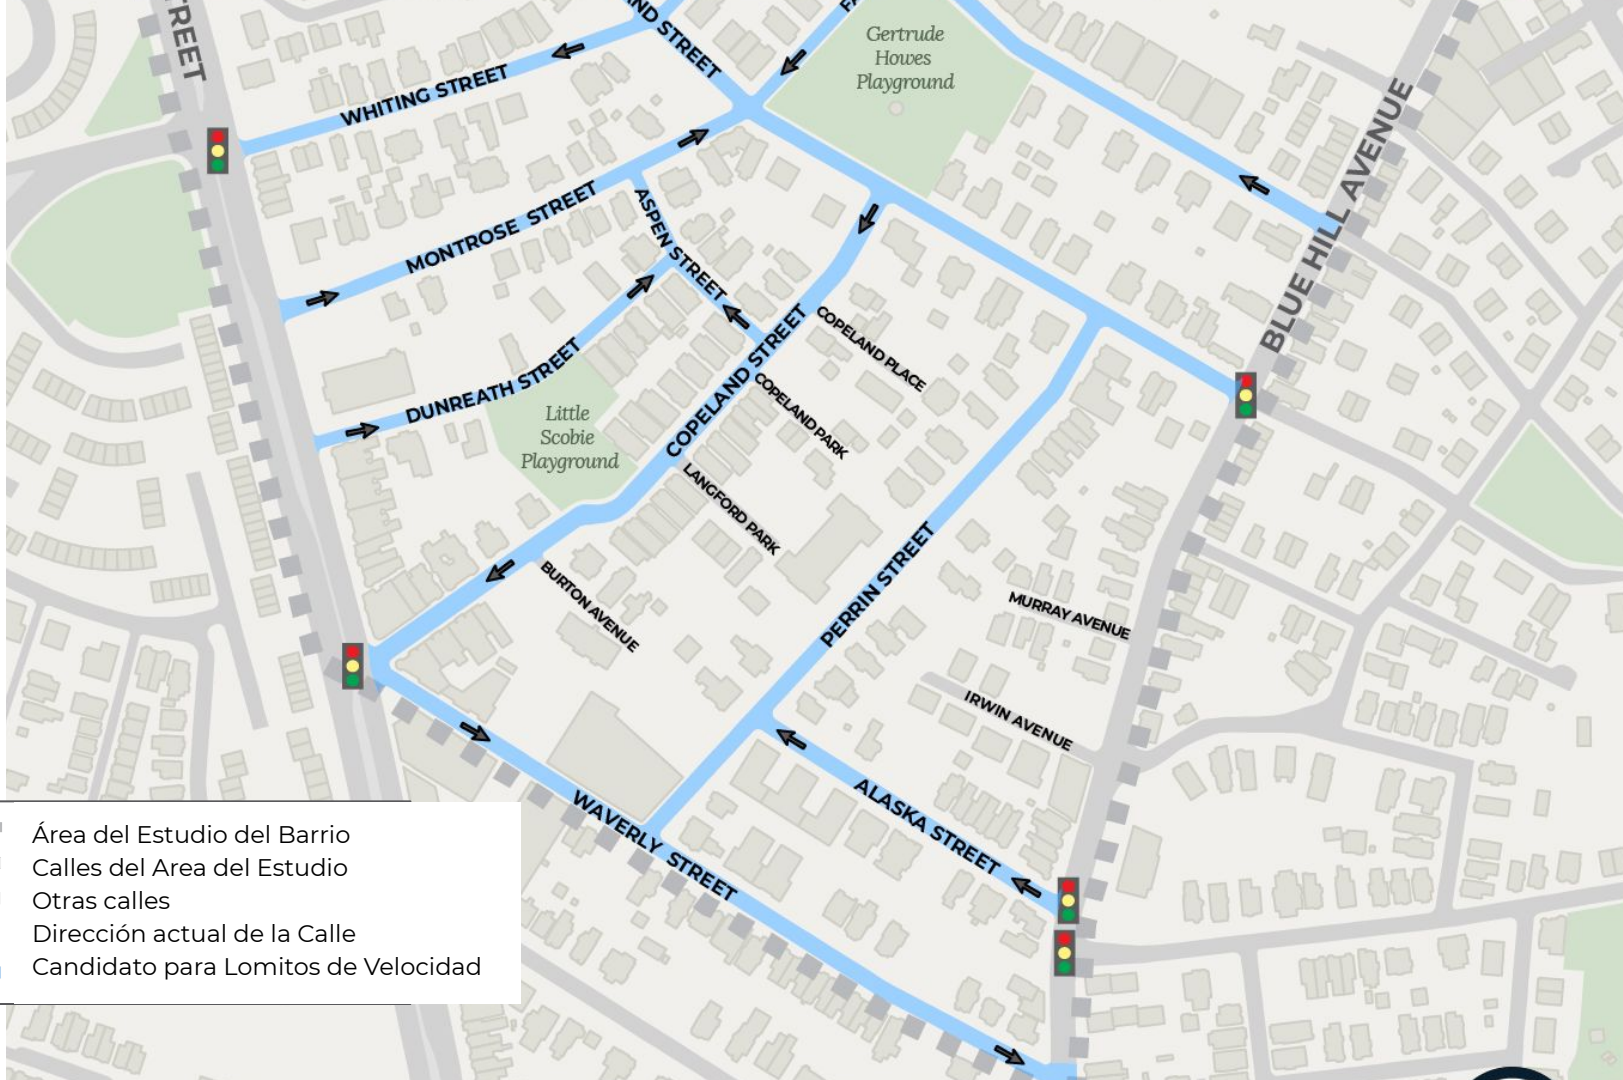 STREET
WHITING STREET
STREET
Gertrude
Howes
Playground
MONTROSE STREET
ASPEN STREET
BLUE HILL AVENUE
DUNREATH STREET
COPELAND STREET
COPELAND PLACE
COPELAND PARK
Little
Scobie
Playground
LANGFORD PARK
BURTON AVENUE
PERRIN STREET
MURRAY AVENUE
IRWIN AVENUE
ALASKA STREET
WAVERLY STREET
Área del Estudio del Barrio
Calles del Area del Estudio
Otras calles
Dirección actual de la Calle
Candidato para Lomitos de Velocidad